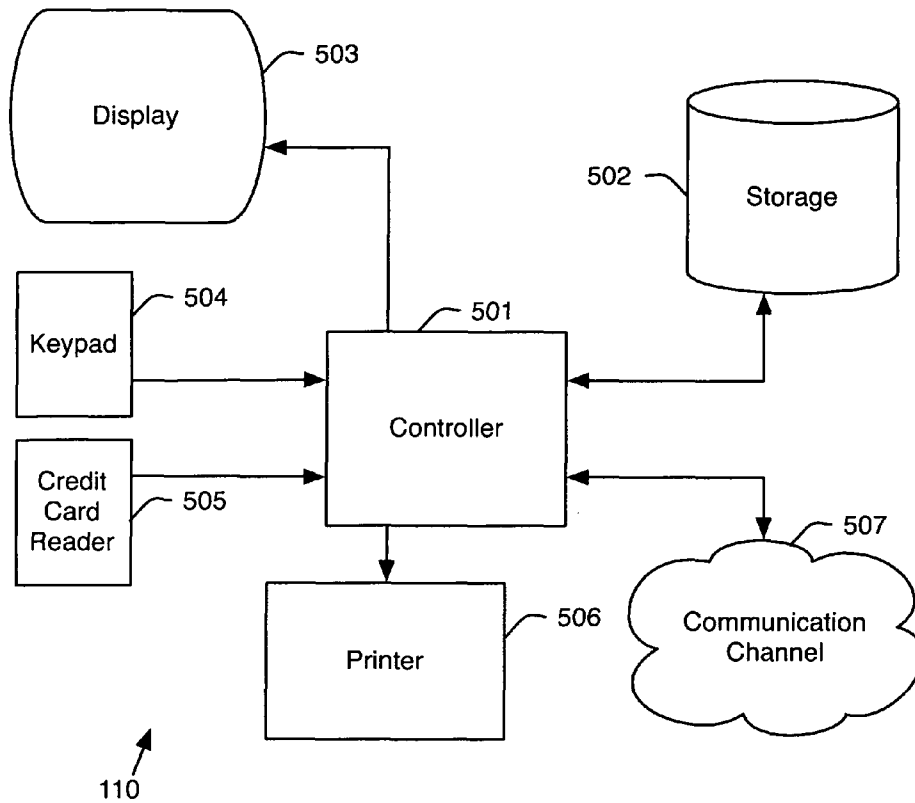 503
Display
502
Storage
504
Keypad
501
Controller
Credit
Card
Reader
505
507
Communication
Channel
506
Printer
110